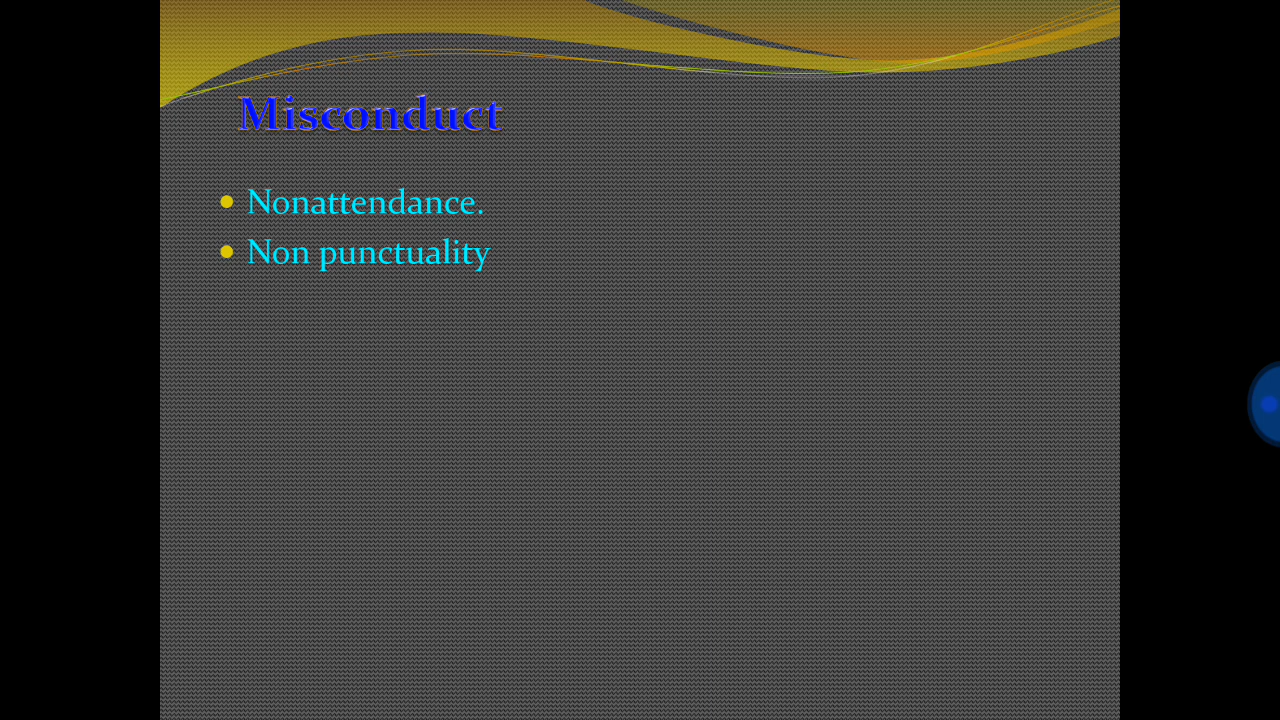 Misconduct
• Nonattendance.
• Non punctuality